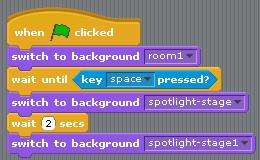 when clicked
switch to background room1
wait until key space pressed?
switch to background spotlight-stage
wait 2 secs
switch to background spotlight-stage1